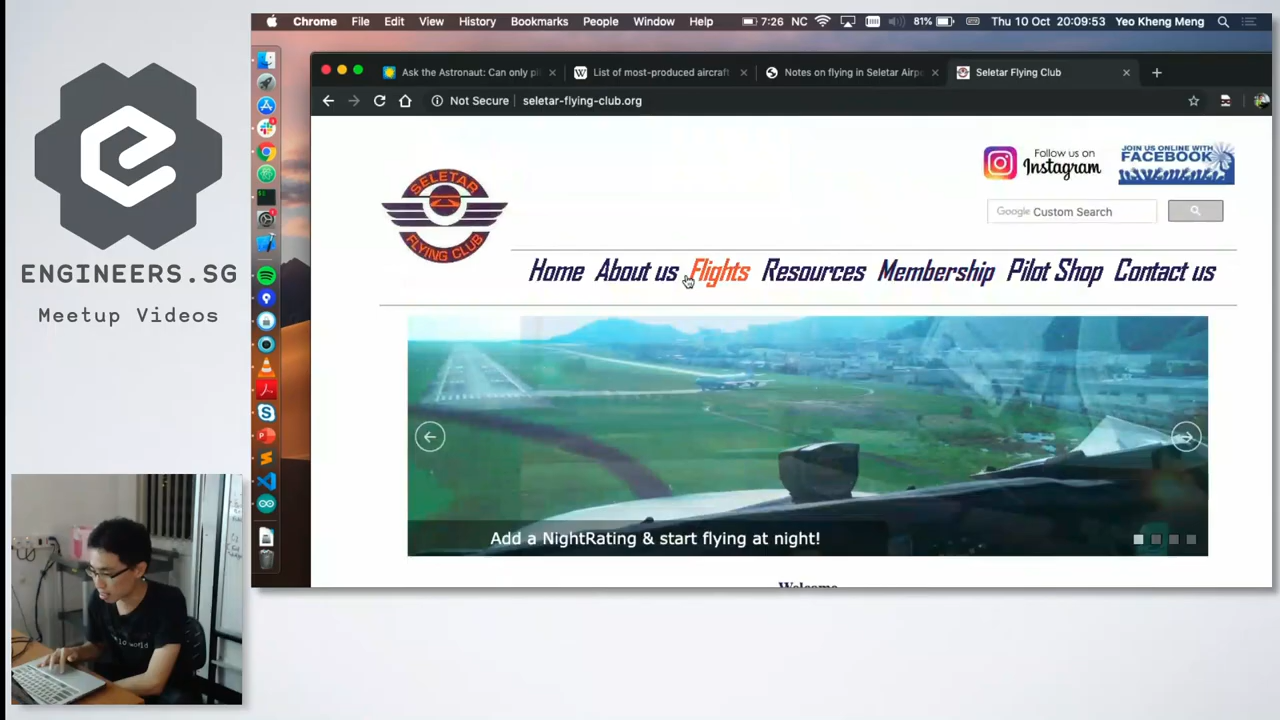 Chrome File Edit View History Bookmarks People Window Help 7:26 NC 81% Thu 10 Oct 20:09:53 Yeo Kheng Meng
Ask the Astronaut: Can only pil
List of most-produced aircraft
Notes on flying in Seletar Airp
Seletar Flying Club
Not Secure seletar-flying-club.org
SELETAR
FLYING CLUB
Follow us on
Instagram
JOIN US ONLINE WITH
FACEBOOK
Google Custom Search
Home About us Flights Resources Membership Pilot Shop Contact us
Add a NightRating & start flying at night!
Welcome
ENGINEERS.SG
Meetup Videos